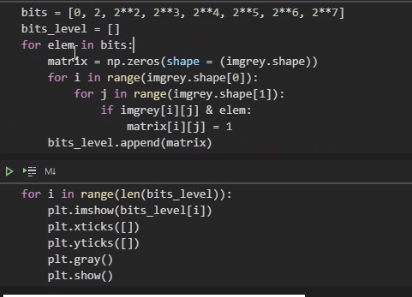 bits = [0, 2, 2**2, 2**3, 2**4, 2**5, 2**6, 2**7]
bits_level = []
for elem in bits:
    matrix = np.zeros(shape = (imgrey.shape))
    for i in range(imgrey.shape[0]):
        for j in range(imgrey.shape[1]):
            if imgrey[i][j] & elem:
                matrix[i][j] = 1
    bits_level.append(matrix)
M↓
for i in range(len(bits_level)):
    plt.imshow(bits_level[i])
    plt.xticks([])
    plt.yticks([])
    plt.gray()
    plt.show()